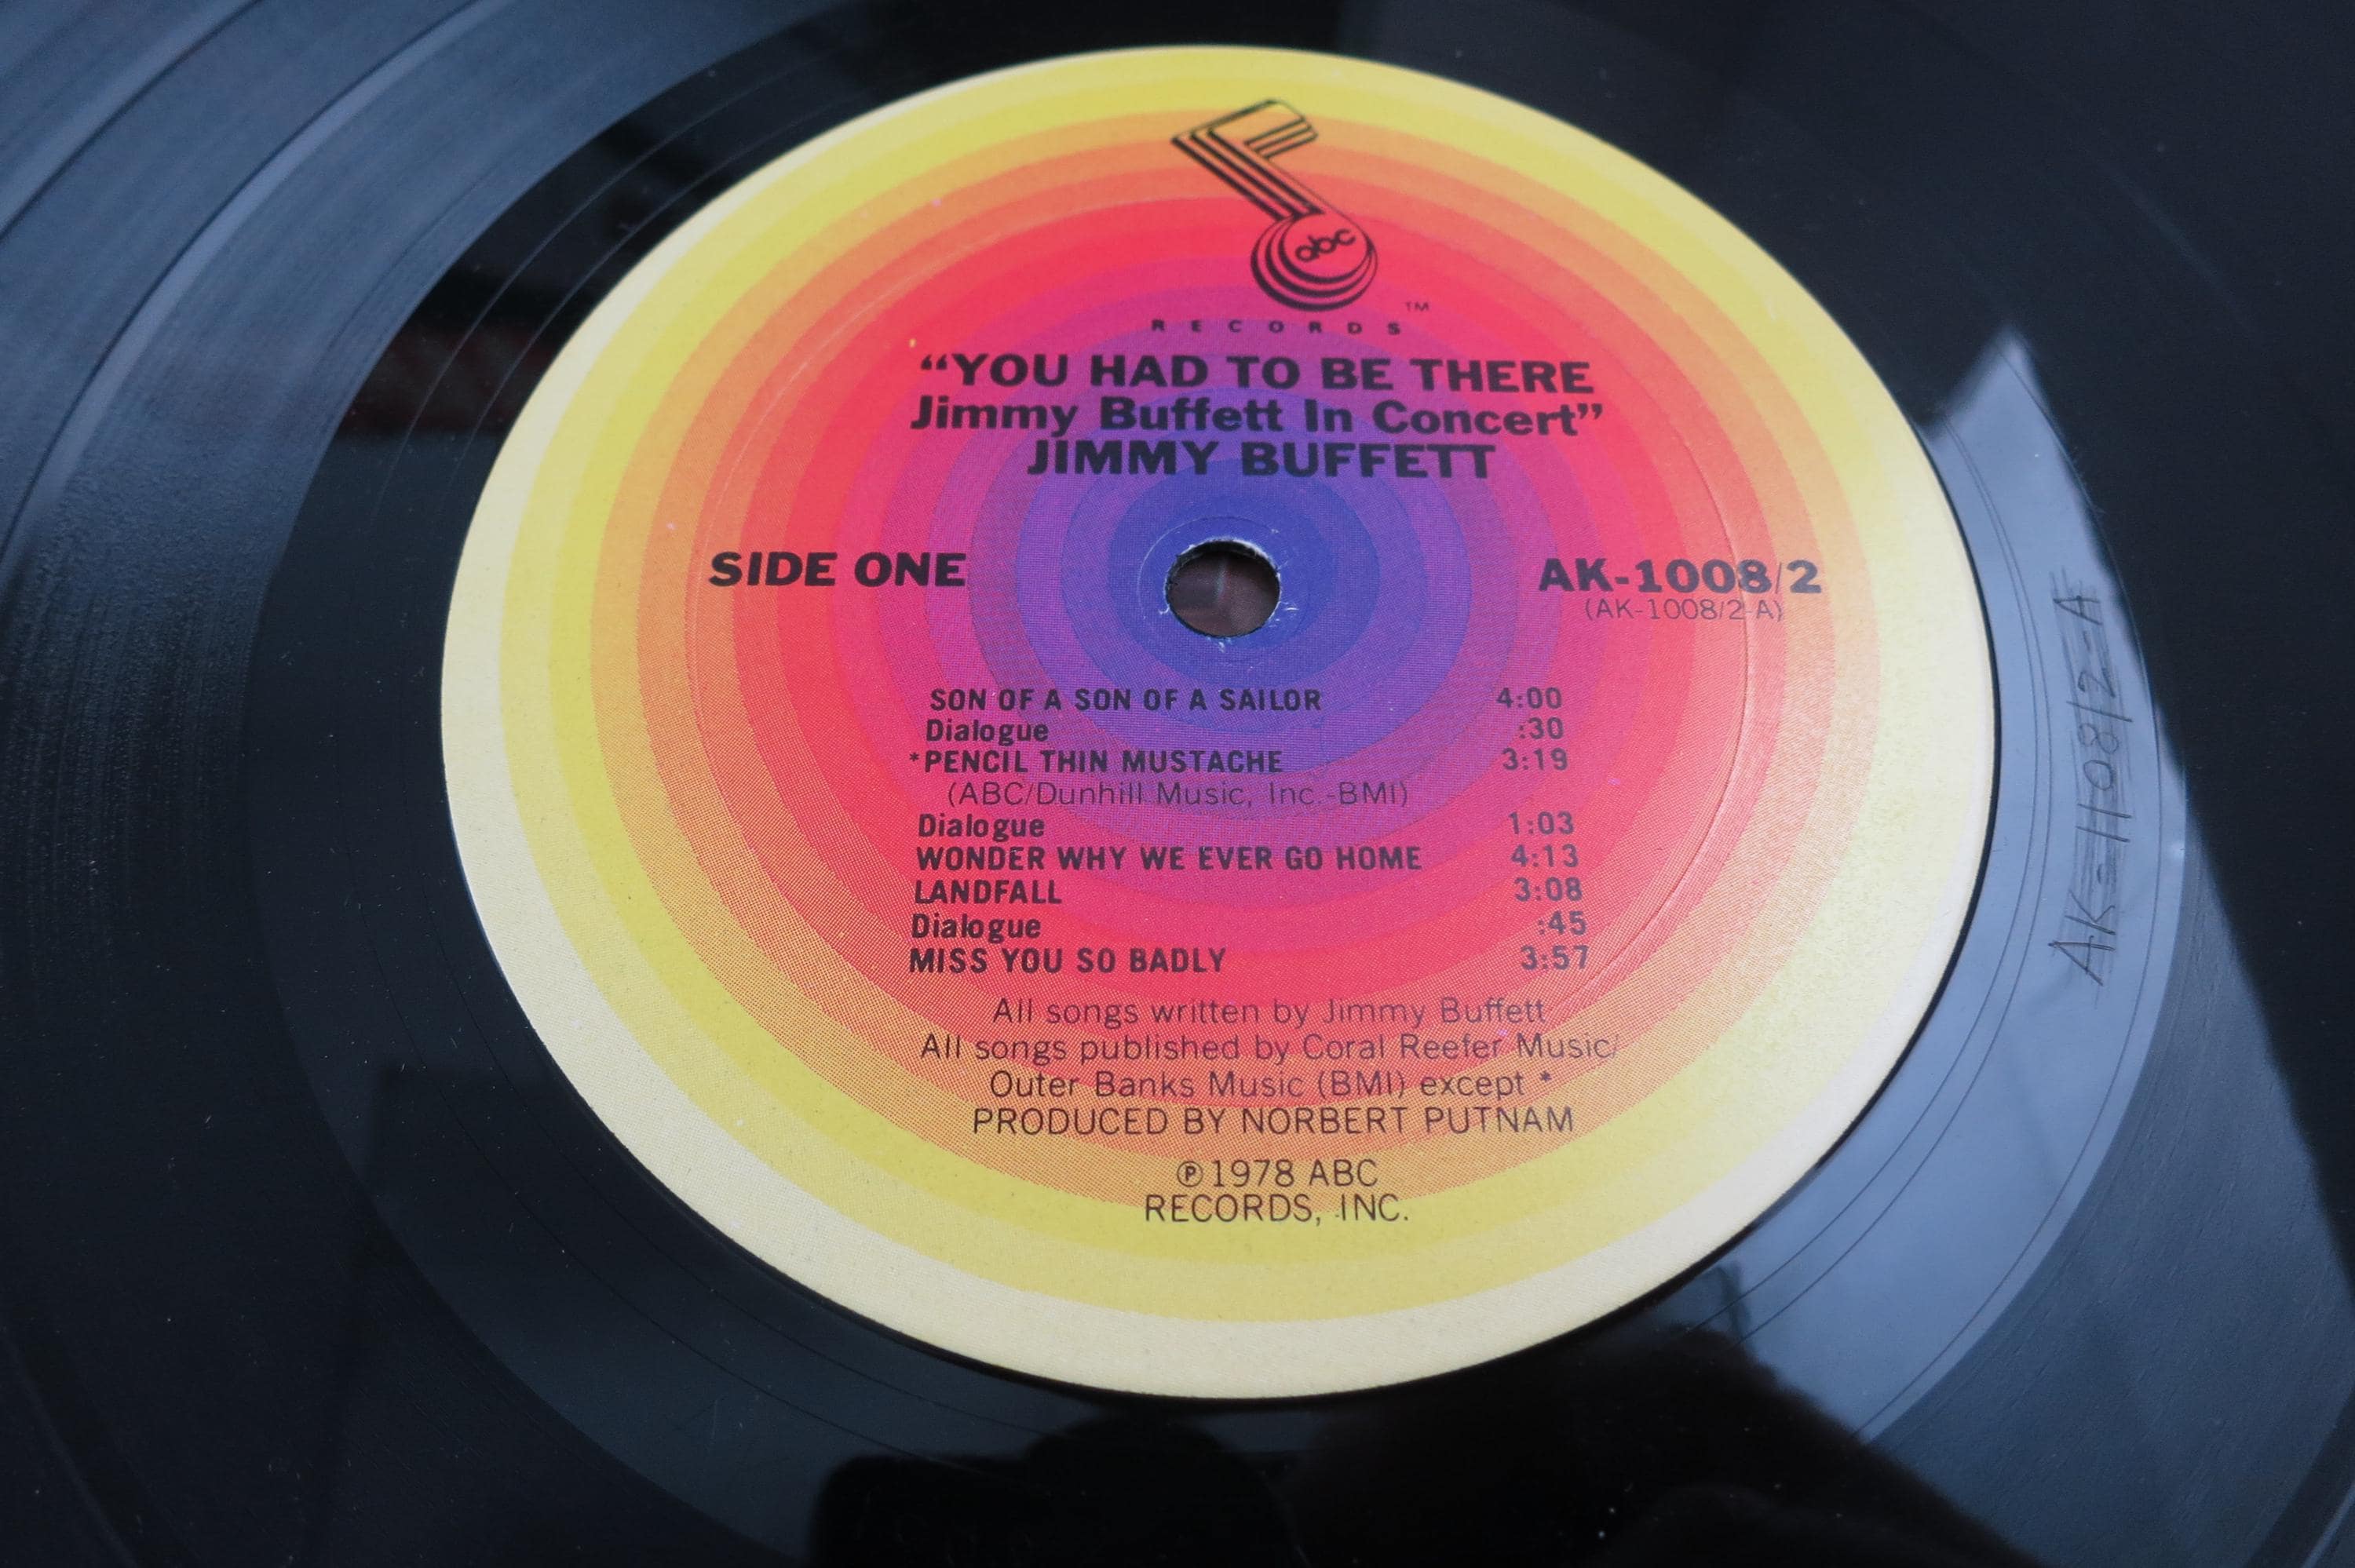 abc
TM
RECORDS
“YOU HAD TO BE THERE
Jimmy Buffett In Concert”
JIMMY BUFFETT
SIDE ONE
AK-1008/2
(AK-1008/2-A)
SON OF A SON OF A SAILOR 4:00
Dialogue :30
*PENCIL THIN MUSTACHE 3:19
(ABC/Dunhill Music, Inc.-BMI)
Dialogue 1:03
WONDER WHY WE EVER GO HOME 4:13
LANDFALL 3:08
Dialogue :45
MISS YOU SO BADLY 3:57
All songs written by Jimmy Buffett
All songs published by Coral Reefer Music/
Outer Banks Music (BMI) except *
PRODUCED BY NORBERT PUTNAM
℗1978 ABC
RECORDS, INC.
AK-1108/2-A